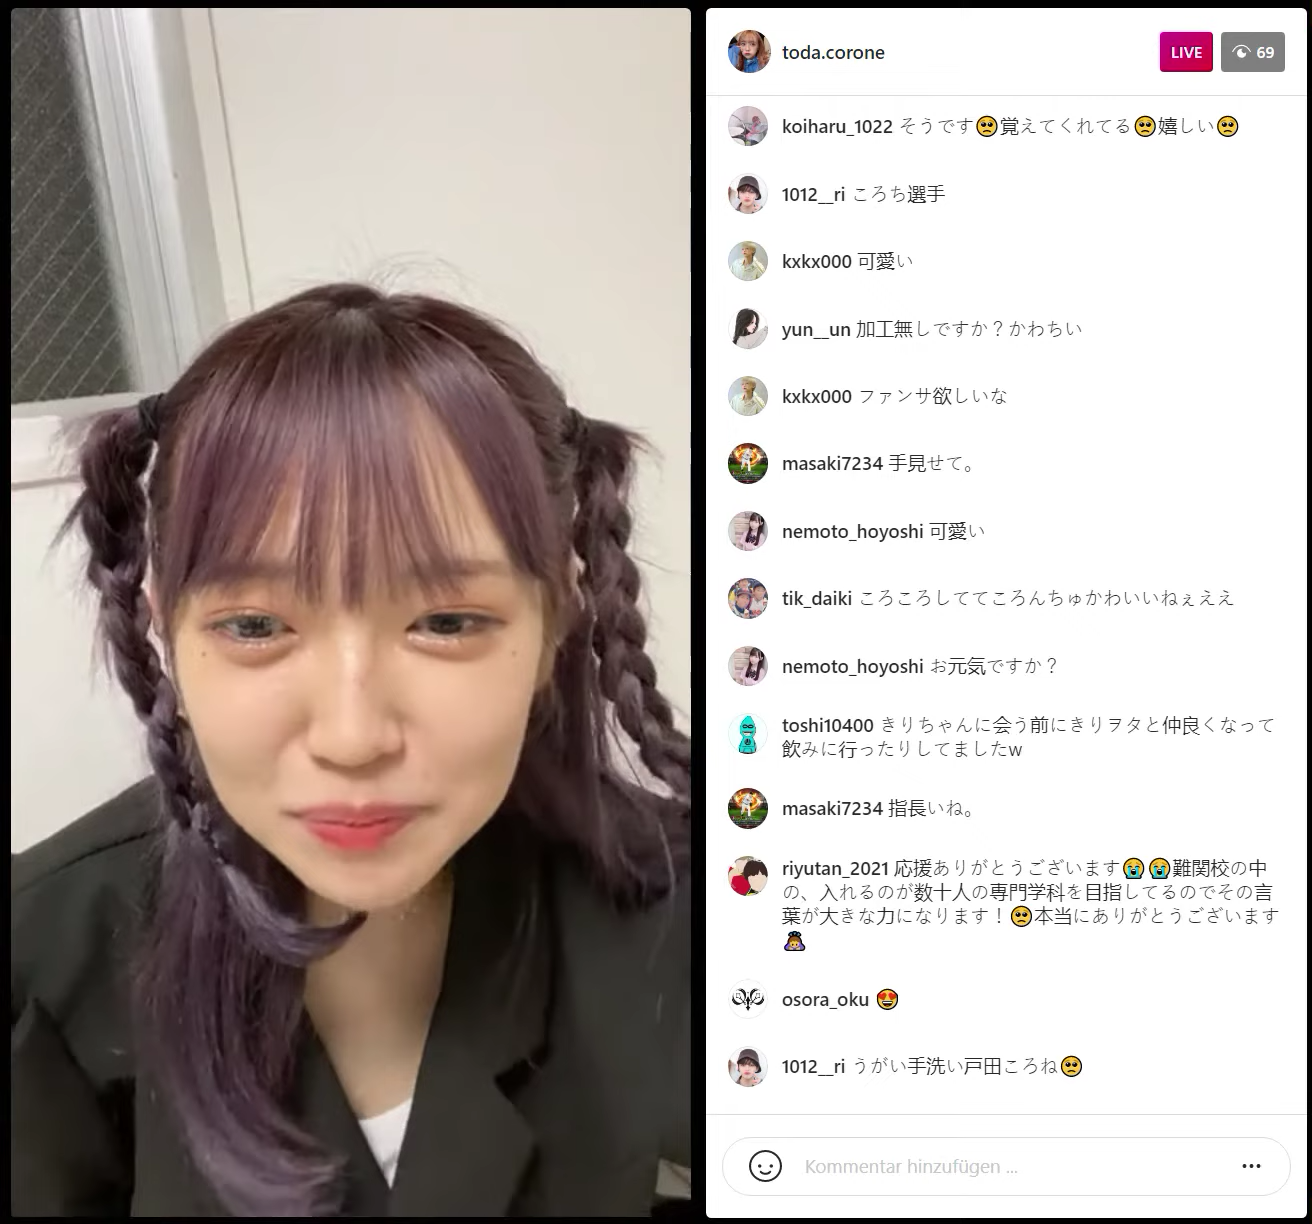 toda.corone
LIVE
69
koiharu_1022 そうです🥺覚えてくれてる🥺嬉しい🥺
1012__ri ころち選手
kxkx000 可愛い
yun__un 加工無しですか？かわちい
kxkx000 ファンサ欲しいな
masaki7234 手見せて。
nemoto_hoyoshi 可愛い
tik_daiki ころころしててころんちゅかわいいねぇええ
nemoto_hoyoshi お元気ですか？
toshi10400 きりちゃんに会う前にきりヲタと仲良くなって
飲みに行ったりしてましたw
masaki7234 指長いね。
riyutan_2021 応援ありがとうございます😭😭難関校の中
の、入れるのが数十人の専門学科を目指してるのでその言
葉が大きな力になります！🥺本当にありがとうございます
🙇‍♀️
osora_oku 😍
1012__ri うがい手洗い戸田ころね🥺
Kommentar hinzufügen ...